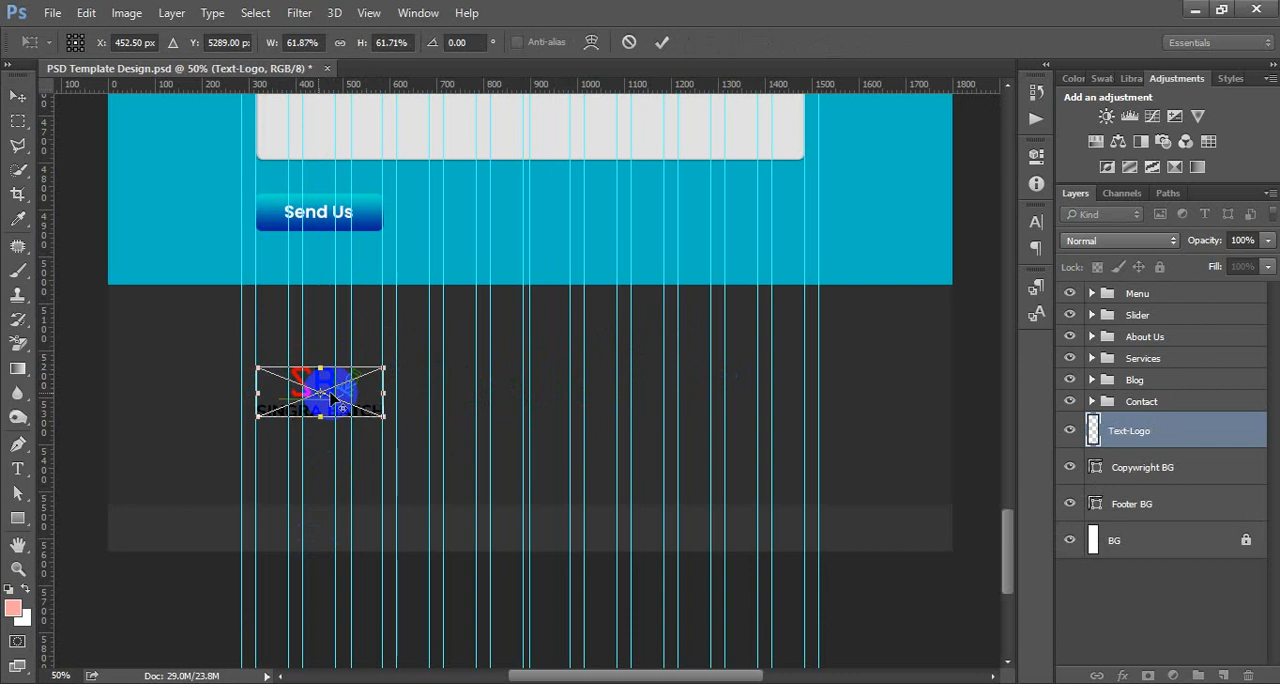 Ps File Edit Image Layer Type Select Filter 3D View Window Help
X: 452.50 px Y: 5289.00 px W: 61.87% H: 61.71% 0.00 ° Anti-alias Essentials
PSD Template Design.psd @ 50% (Text-Logo, RGB/8) * ×
100 0 100 200 300 400 500 600 700 800 900 1000 1100 1200 1300 1400 1500 1600 1700 1800
Color Swat Libra Adjustments Styles
Add an adjustment
Send Us
Layers Channels Paths
Kind
Normal Opacity: 100%
Lock: Fill: 100%
Menu
Slider
About Us
Services
Blog
Contact
Text-Logo
Copywright BG
Footer BG
BG
50% Doc: 29.0M/23.8M